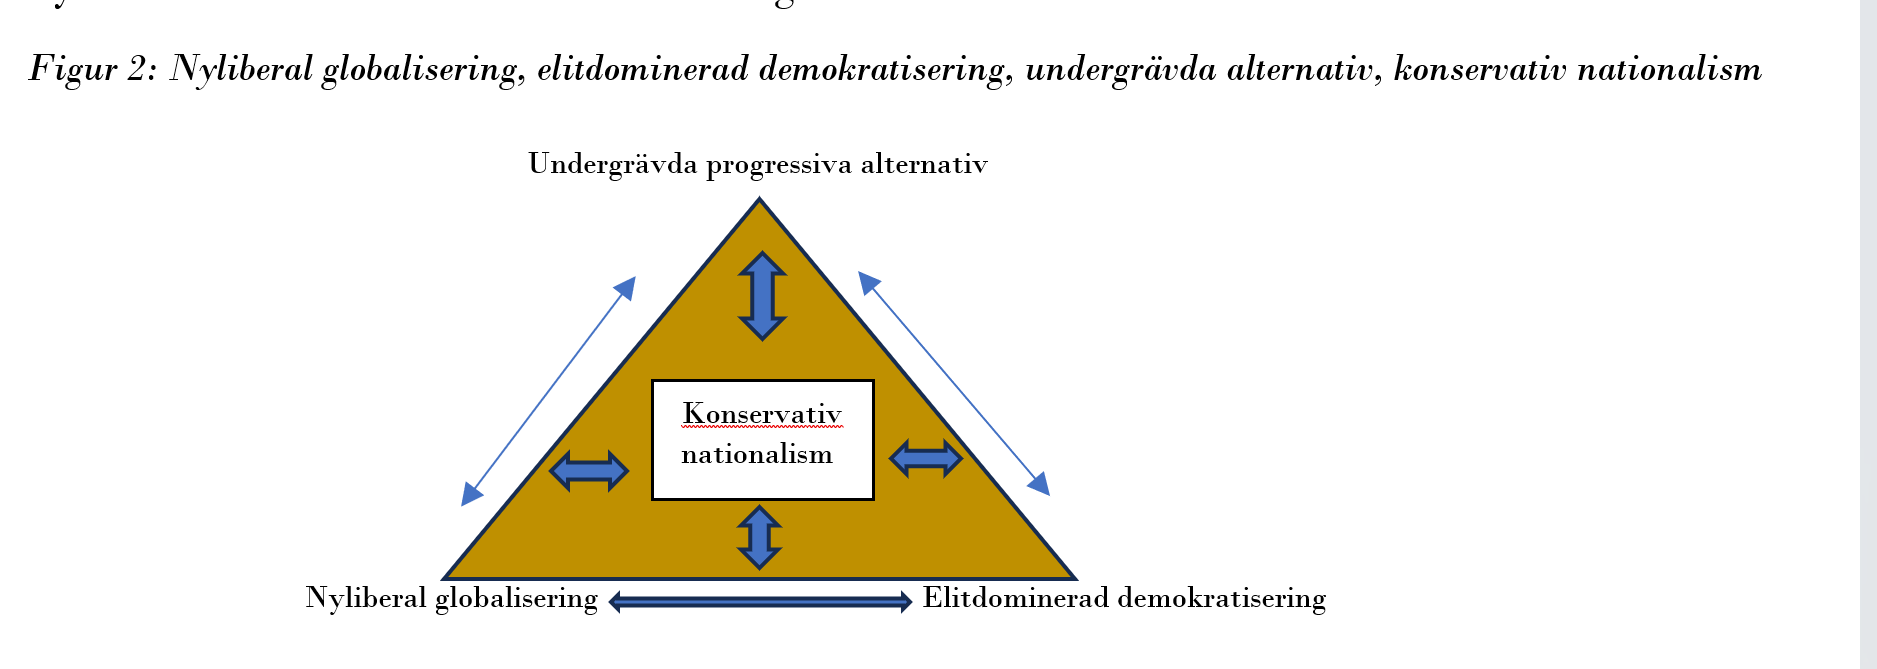 Figur 2: Nyliberal globalisering, elitdominerad demokratisering, undergrävda alternativ, konservativ nationalism
Undergrävda progressiva alternativ
Konservativ
nationalism
Nyliberal globalisering
Elitdominerad demokratisering